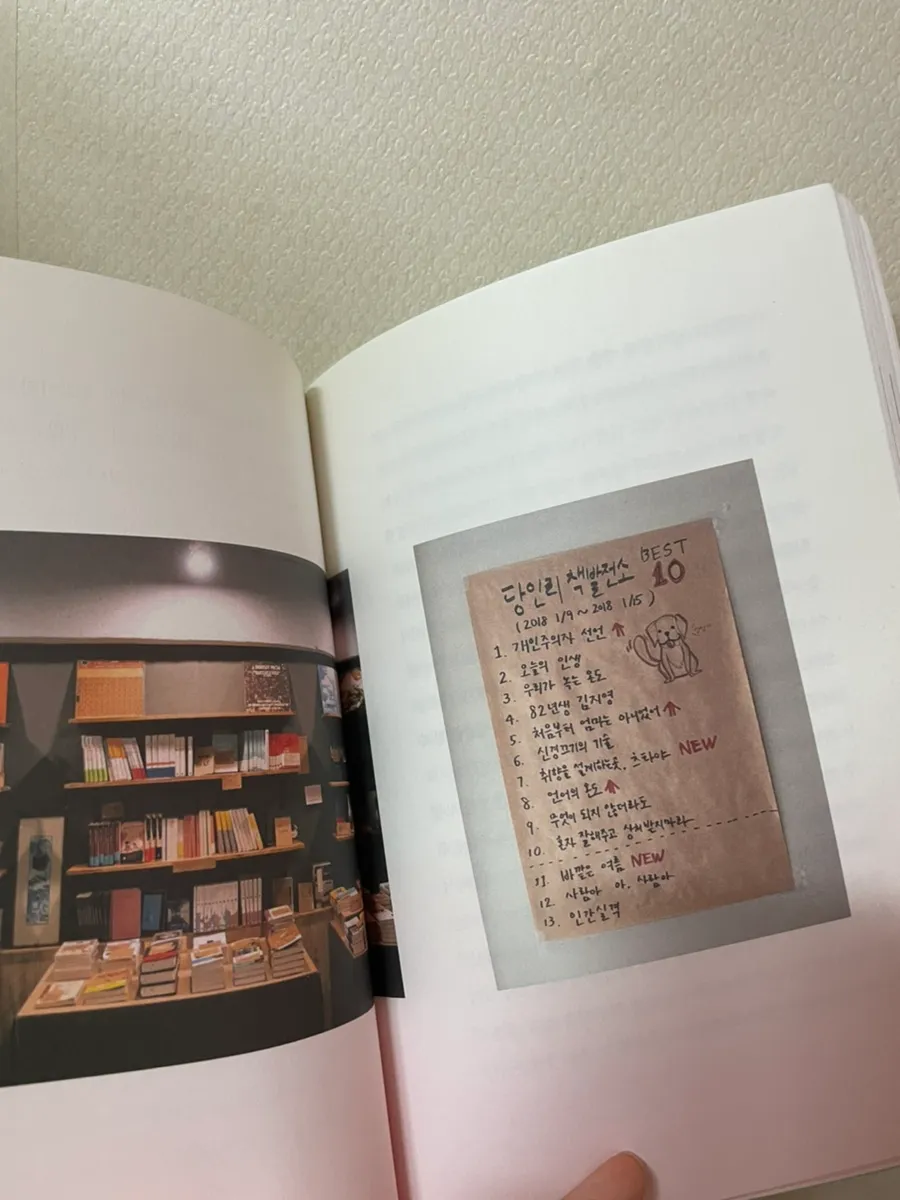 당인리 책발전소 BEST 10
(2018 1/9 ~ 2018 1/15)
1. 개인주의자 선언 ↑
2. 오늘의 인생
3. 우리가 녹는 온도
4. 82년생 김지영
5. 처음부터 엄마는 아니었어 ↑
6. 신경끄기의 기술
7. 취향을 설계하는 곳, 츠타야 NEW
8. 언어의 온도 ↑
9. 무엇이 되지 않더라도
10. 혼자 잘해주고 상처받지마라
11. 바깥은 여름 NEW
12. 사람아 아, 사람아
13. 인간실격